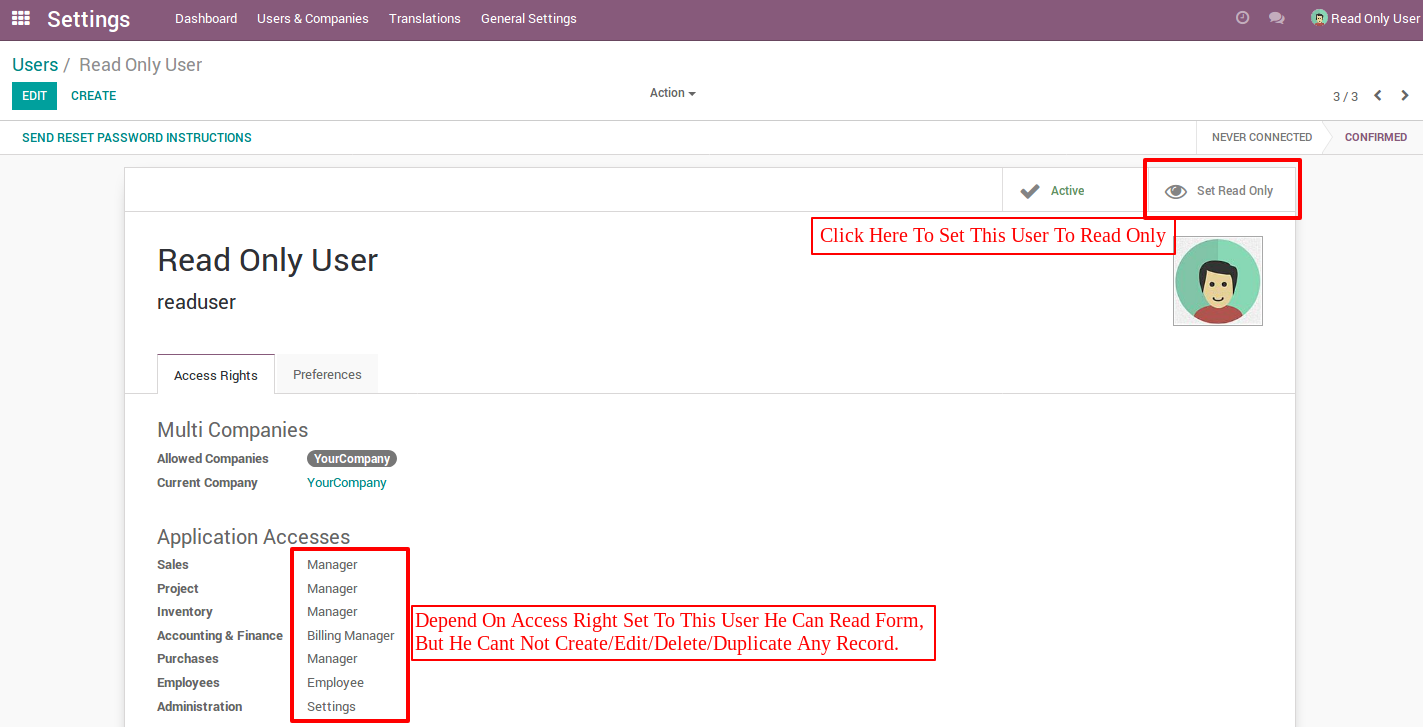 Settings Dashboard Users & Companies Translations General Settings Read Only User
Users / Read Only User
EDIT CREATE Action 3 / 3
SEND RESET PASSWORD INSTRUCTIONS NEVER CONNECTED CONFIRMED
Active Set Read Only
Click Here To Set This User To Read Only
Read Only User
readuser
Access Rights Preferences
Multi Companies
Allowed Companies YourCompany
Current Company YourCompany
Application Accesses
Sales Manager
Project Manager
Inventory Manager
Accounting & Finance Billing Manager
Purchases Manager
Employees Employee
Administration Settings
Depend On Access Right Set To This User He Can Read Form,
But He Cant Not Create/Edit/Delete/Duplicate Any Record.